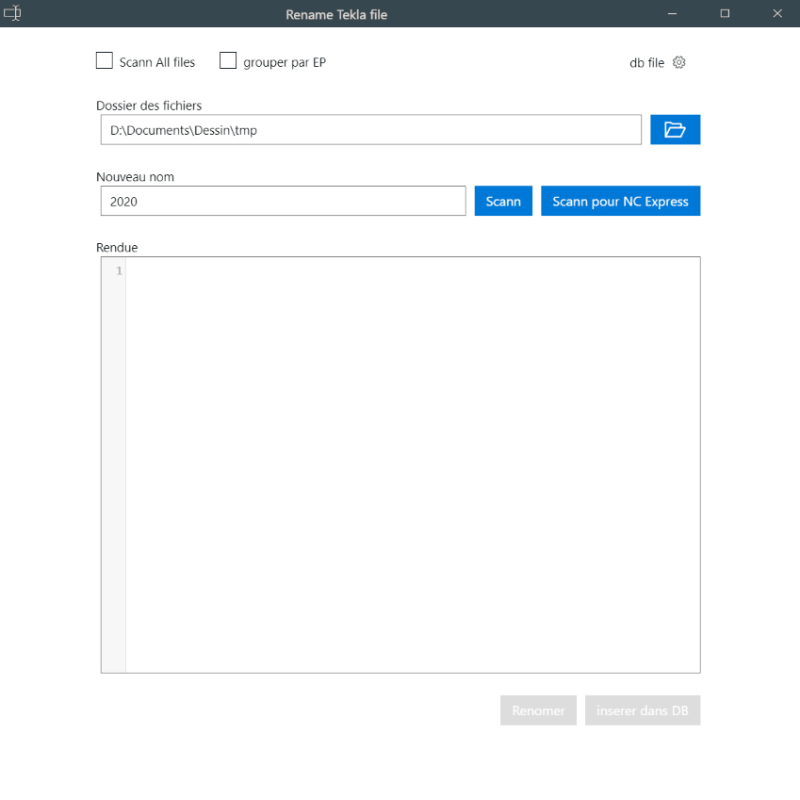 Rename Tekla file
Scann All files grouper par EP db file
Dossier des fichiers
D:\Documents\Dessin\tmp
Nouveau nom
2020 Scann Scann pour NC Express
Rendue
1
Renomer inserer dans DB